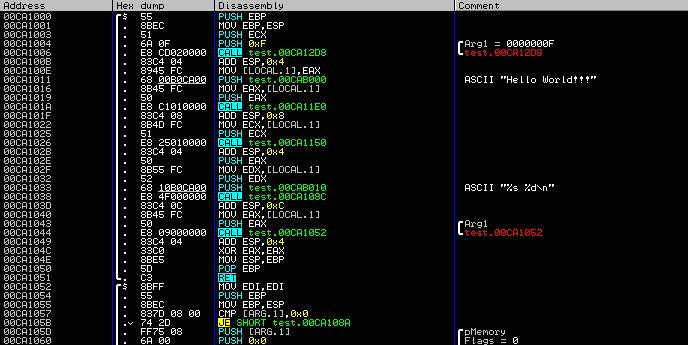 Address Hex dump Disassembly Comment
00CA1000 $ 55 PUSH EBP
00CA1001 . 8BEC MOV EBP,ESP
00CA1003 . 51 PUSH ECX
00CA1004 . 6A 0F PUSH 0xF Arg1 = 0000000F
00CA1006 . E8 CD020000 CALL test.00CA12D8 test.00CA12D8
00CA100B . 83C4 04 ADD ESP,0x4
00CA100E . 8945 FC MOV [LOCAL.1],EAX
00CA1011 . 68 00B0CA00 PUSH test.00CAB000 ASCII "Hello World!!!"
00CA1016 . 8B45 FC MOV EAX,[LOCAL.1]
00CA1019 . 50 PUSH EAX
00CA101A . E8 C1010000 CALL test.00CA11E0
00CA101F . 83C4 08 ADD ESP,0x8
00CA1022 . 8B4D FC MOV ECX,[LOCAL.1]
00CA1025 . 51 PUSH ECX
00CA1026 . E8 25010000 CALL test.00CA1150
00CA102B . 83C4 04 ADD ESP,0x4
00CA102E . 50 PUSH EAX
00CA102F . 8B55 FC MOV EDX,[LOCAL.1]
00CA1032 . 52 PUSH EDX
00CA1033 . 68 10B0CA00 PUSH test.00CAB010 ASCII "%s %d\n"
00CA1038 . E8 4F000000 CALL test.00CA108C
00CA103D . 83C4 0C ADD ESP,0xC
00CA1040 . 8B45 FC MOV EAX,[LOCAL.1]
00CA1043 . 50 PUSH EAX Arg1
00CA1044 . E8 09000000 CALL test.00CA1052 test.00CA1052
00CA1049 . 83C4 04 ADD ESP,0x4
00CA104C . 33C0 XOR EAX,EAX
00CA104E . 8BE5 MOV ESP,EBP
00CA1050 . 5D POP EBP
00CA1051 . C3 RET
00CA1052 $ 8BFF MOV EDI,EDI
00CA1054 . 55 PUSH EBP
00CA1055 . 8BEC MOV EBP,ESP
00CA1057 . 837D 08 00 CMP [ARG.1],0x0
00CA105B . 74 2D JE SHORT test.00CA108A
00CA105D . FF75 08 PUSH [ARG.1] pMemory
00CA1060 . 6A 00 PUSH 0x0 Flags = 0